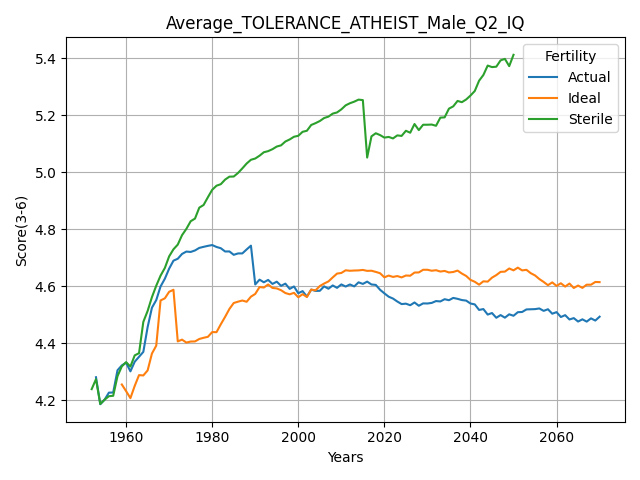 Average_TOLERANCE_ATHEIST_Male_Q2_IQ
Fertility
Actual
Ideal
Sterile
Score(3-6)
5.4
5.2
5.0
4.8
4.6
4.4
4.2
1960 1980 2000 2020 2040 2060
Years